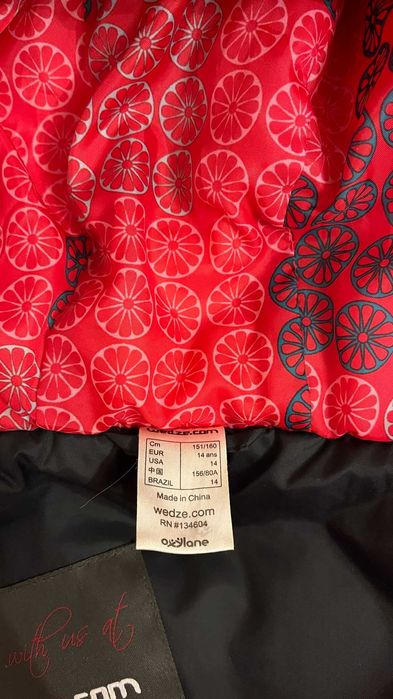 wedze.com
Cm 151/160
EUR 14 ans
USA 14
中国 156/80A
BRAZIL 14
Made in China
wedze.com
RN #134604
oxylane
with us at
.com